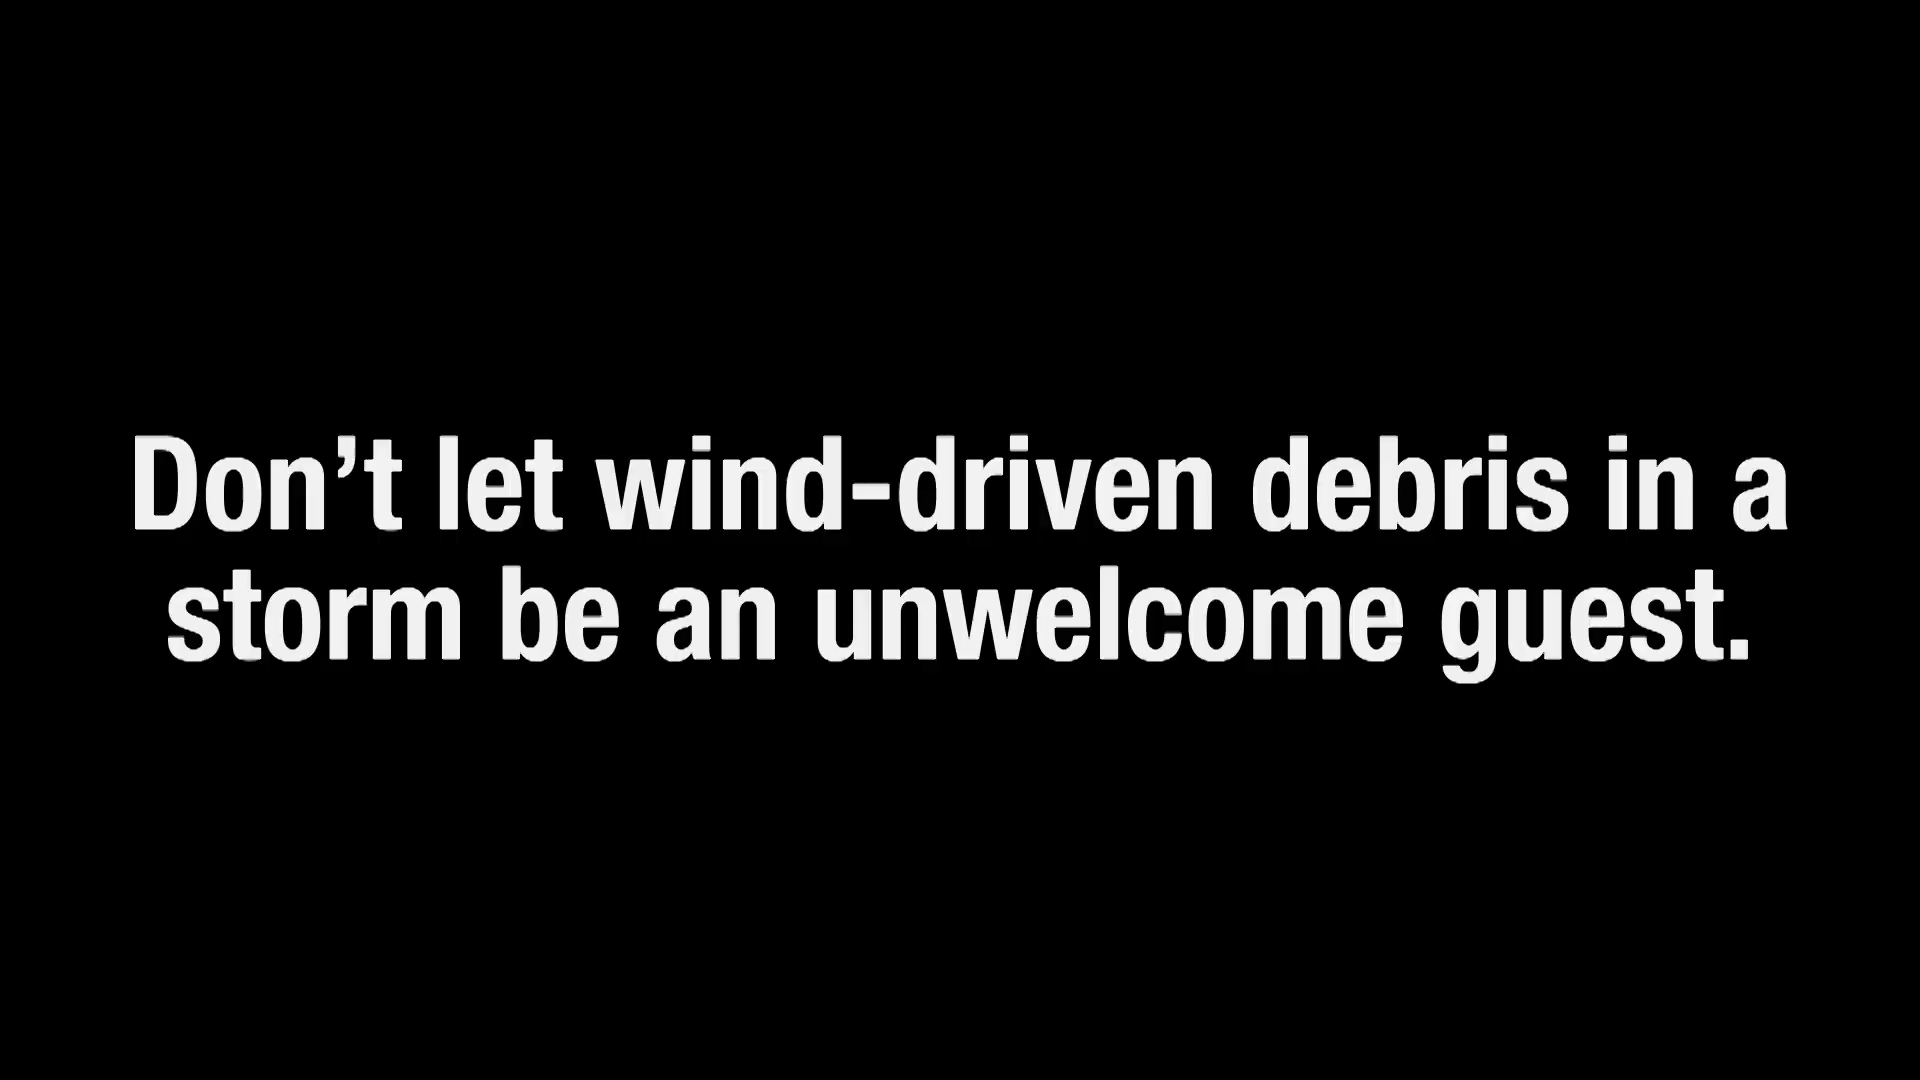 Don’t let wind-driven debris in a
storm be an unwelcome guest.